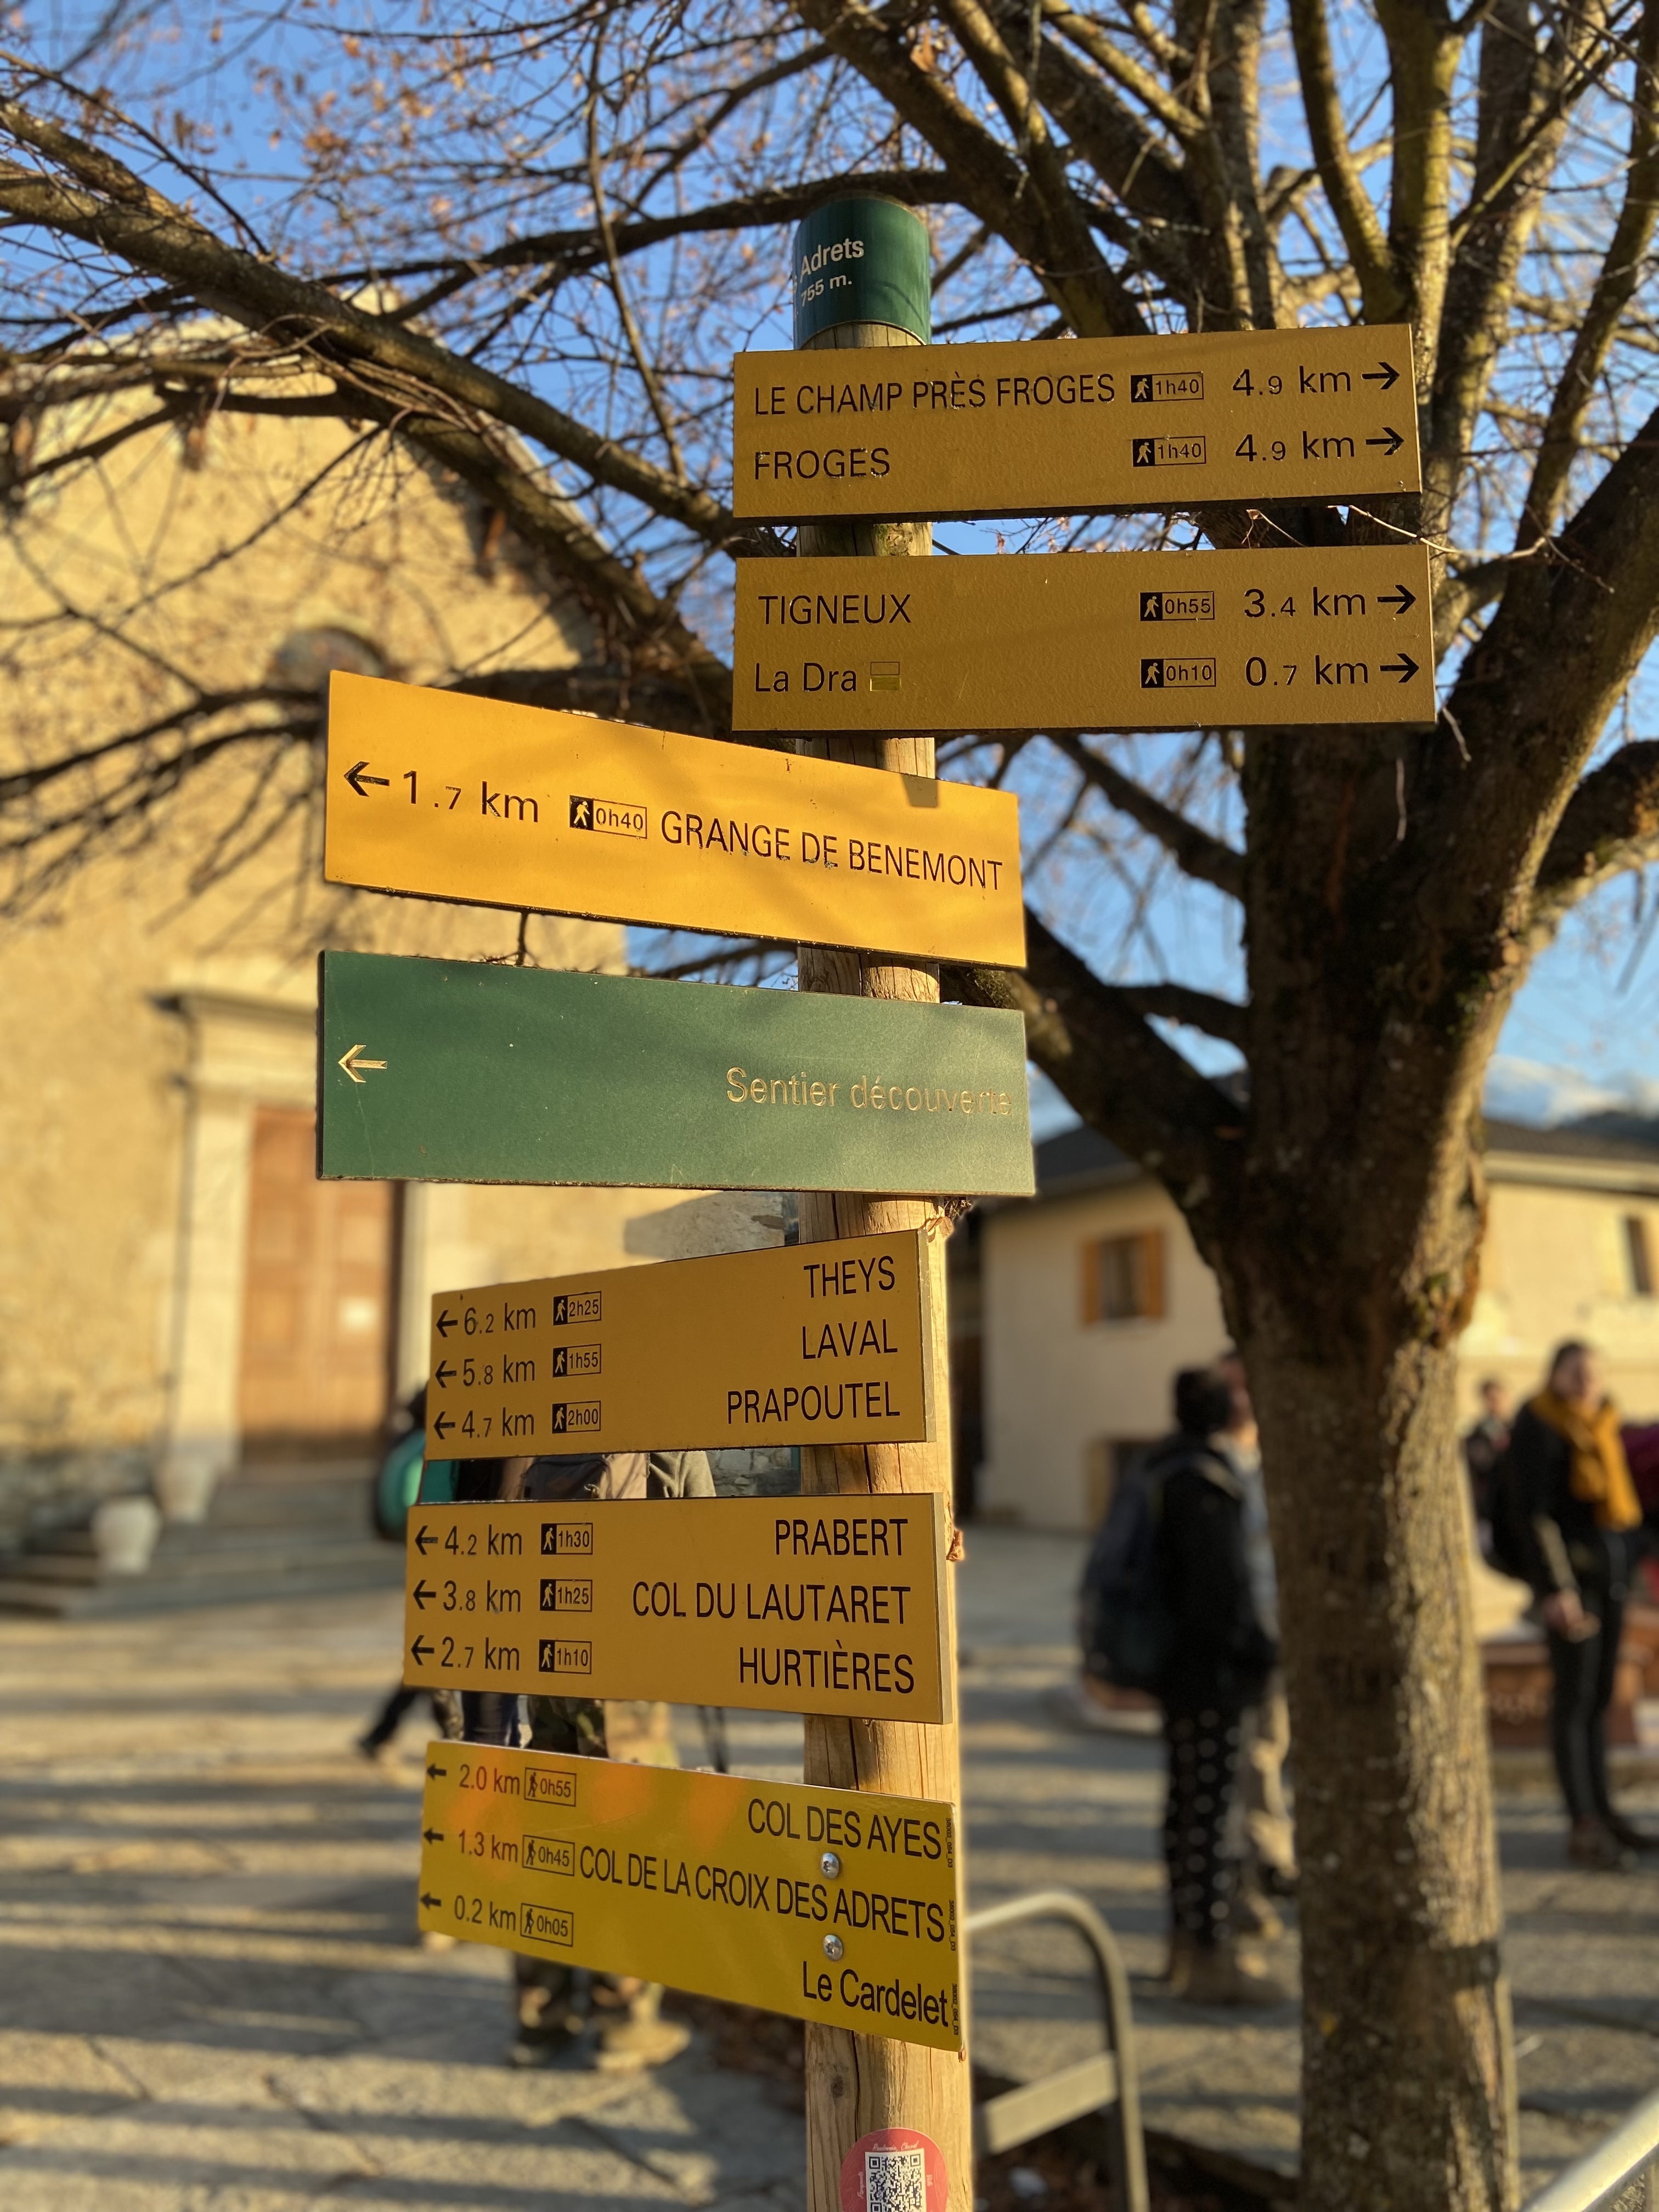 Adrets
755 m.
LE CHAMP PRÈS FROGES 1h40 4.9 km →
FROGES 1h40 4.9 km →
TIGNEUX 0h55 3.4 km →
La Dra 0h10 0.7 km →
← 1.7 km 0h40 GRANGE DE BENEMONT
← Sentier découverte
← 6.2 km 2h25 THEYS
← 5.8 km 1h55 LAVAL
← 4.7 km 2h00 PRAPOUTEL
← 4.2 km 1h30 PRABERT
← 3.8 km 1h25 COL DU LAUTARET
← 2.7 km 1h10 HURTIÈRES
← 2.0 km 0h55 COL DES AYES
← 1.3 km 0h45 COL DE LA CROIX DES ADRETS
← 0.2 km 0h05 Le Cardelet